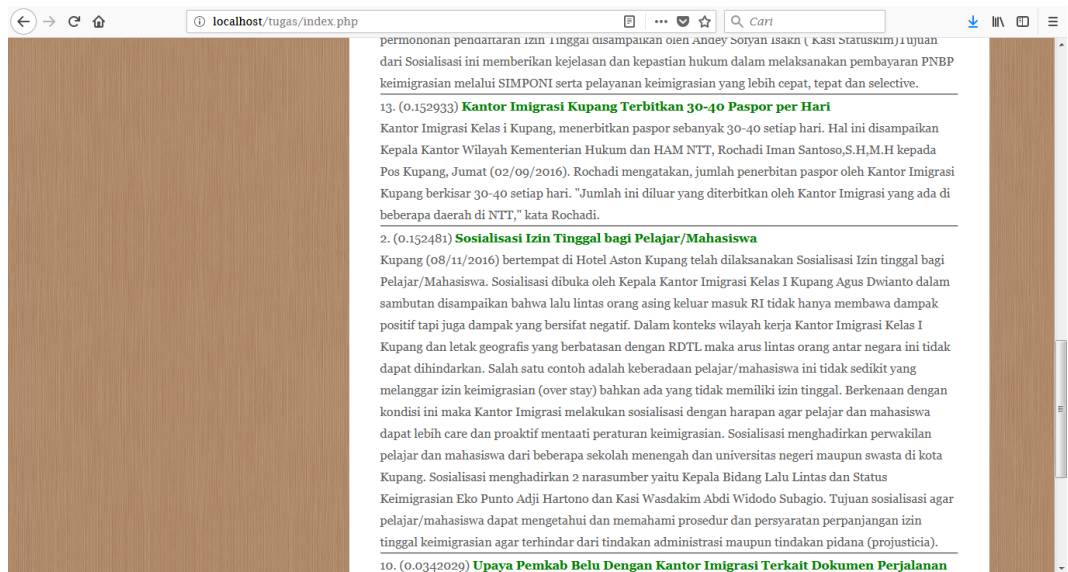 localhost/tugas/index.php
Cari
permohonan pendaftaran Izin Tinggal disampaikan oleh Andey Sofyan Isakh ( Kasi Statuskim)Tujuan
dari Sosialisasi ini memberikan kejelasan dan kepastian hukum dalam melaksanakan pembayaran PNBP
keimigrasian melalui SIMPONI serta pelayanan keimigrasian yang lebih cepat, tepat dan selective.
13. (0.152933) Kantor Imigrasi Kupang Terbitkan 30-40 Paspor per Hari
Kantor Imigrasi Kelas i Kupang, menerbitkan paspor sebanyak 30-40 setiap hari. Hal ini disampaikan
Kepala Kantor Wilayah Kementerian Hukum dan HAM NTT, Rochadi Iman Santoso,S.H,M.H kepada
Pos Kupang, Jumat (02/09/2016). Rochadi mengatakan, jumlah penerbitan paspor oleh Kantor Imigrasi
Kupang berkisar 30-40 setiap hari. "Jumlah ini diluar yang diterbitkan oleh Kantor Imigrasi yang ada di
beberapa daerah di NTT," kata Rochadi.
2. (0.152481) Sosialisasi Izin Tinggal bagi Pelajar/Mahasiswa
Kupang (08/11/2016) bertempat di Hotel Aston Kupang telah dilaksanakan Sosialisasi Izin tinggal bagi
Pelajar/Mahasiswa. Sosialisasi dibuka oleh Kepala Kantor Imigrasi Kelas I Kupang Agus Dwianto dalam
sambutan disampaikan bahwa lalu lintas orang asing keluar masuk RI tidak hanya membawa dampak
positif tapi juga dampak yang bersifat negatif. Dalam konteks wilayah kerja Kantor Imigrasi Kelas I
Kupang dan letak geografis yang berbatasan dengan RDTL maka arus lintas orang antar negara ini tidak
dapat dihindarkan. Salah satu contoh adalah keberadaan pelajar/mahasiswa ini tidak sedikit yang
melanggar izin keimigrasian (over stay) bahkan ada yang tidak memiliki izin tinggal. Berkenaan dengan
kondisi ini maka Kantor Imigrasi melakukan sosialisasi dengan harapan agar pelajar dan mahasiswa
dapat lebih care dan proaktif mentaati peraturan keimigrasian. Sosialisasi menghadirkan perwakilan
pelajar dan mahasiswa dari beberapa sekolah menengah dan universitas negeri maupun swasta di kota
Kupang. Sosialisasi menghadirkan 2 narasumber yaitu Kepala Bidang Lalu Lintas dan Status
Keimigrasian Eko Punto Adji Hartono dan Kasi Wasdakim Abdi Widodo Subagio. Tujuan sosialisasi agar
pelajar/mahasiswa dapat mengetahui dan memahami prosedur dan persyaratan perpanjangan izin
tinggal keimigrasian agar terhindar dari tindakan administrasi maupun tindakan pidana (projusticia).
10. (0.0342029) Upaya Pemkab Belu Dengan Kantor Imigrasi Terkait Dokumen Perjalanan